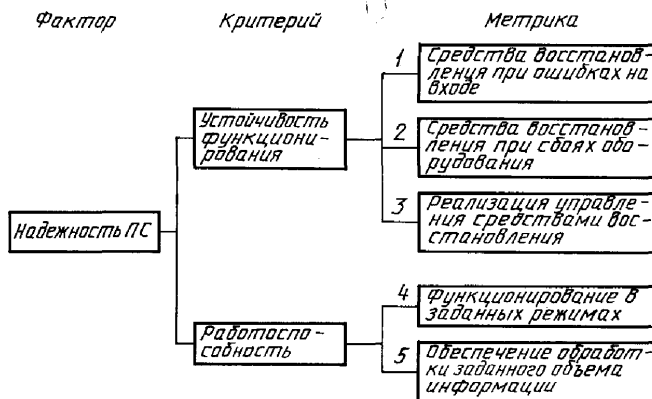 Фактор Критерий Метрика
1 Средства восстанов-
ления при ошибках на
входе
Устойчивость
функциони-
рования
2 Средства восстанов-
ления при сбоях обо-
рудования
3 Реализация управле-
ния средствами вос-
становления
Надежность ПС
4 Функционирование в
заданных режимах
Работоспо-
собность
5 Обеспечение обработ-
ки заданного объема
информации